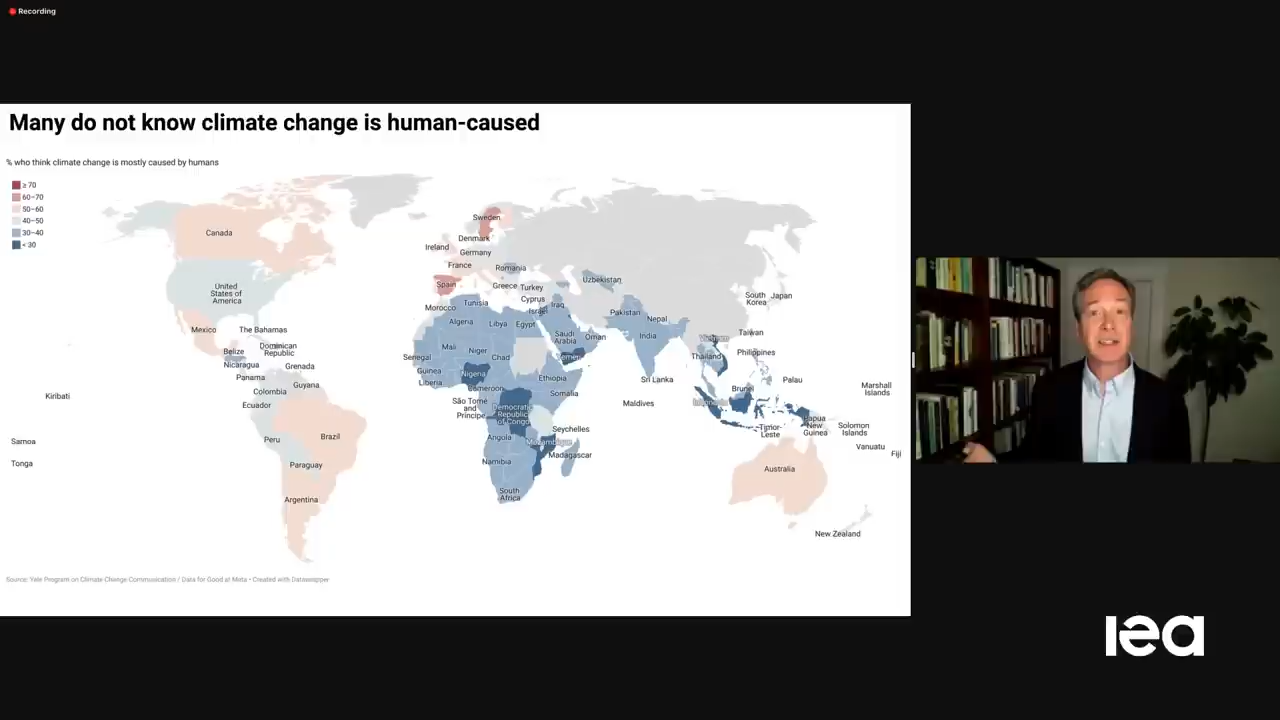 Recording
Many do not know climate change is human-caused
% who think climate change is mostly caused by humans
≥ 70
60–70
50–60
40–50
30–40
< 30
Canada
United
States of
America
Mexico
The Bahamas
Belize
Dominican
Republic
Nicaragua
Grenada
Panama
Guyana
Colombia
Ecuador
Kiribati
Samoa
Tonga
Peru
Brazil
Paraguay
Argentina
Sweden
Denmark
Ireland
Germany
France
Romania
Spain
Greece
Turkey
Uzbekistan
Cyprus
Morocco
Tunisia
Israel
Iraq
Algeria
Libya
Egypt
Saudi
Arabia
Oman
Pakistan
Nepal
India
South
Korea
Japan
Taiwan
Vietnam
Thailand
Philippines
Mali
Niger
Chad
Yemen
Senegal
Guinea
Liberia
Nigeria
Cameroon
Ethiopia
Somalia
Sri Lanka
Maldives
Brunei
Palau
Marshall
Islands
Indonesia
São Tomé
and
Príncipe
Democratic
Republic
of Congo
Seychelles
Angola
Mozambique
Madagascar
Namibia
South
Africa
Timor-
Leste
Papua
New
Guinea
Solomon
Islands
Vanuatu
Fiji
Australia
New Zealand
Source: Yale Program on Climate Change Communication / Data for Good at Meta • Created with Datawrapper
iea